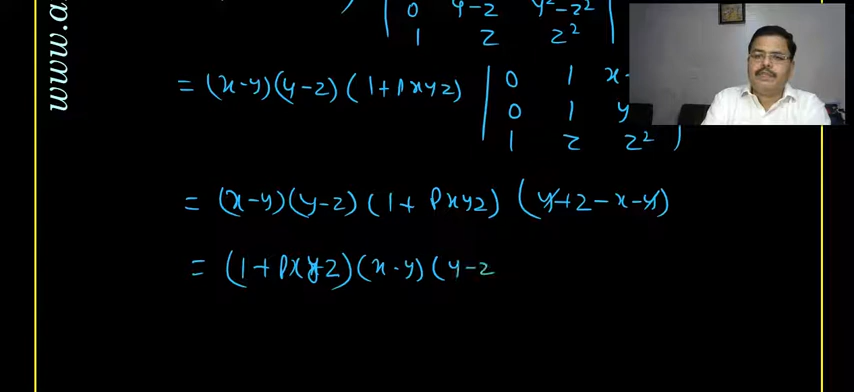 www.a
0 y-z y²-z²
1 z z²
= (x-y)(y-z)(1+pxyz) | 0 1 x-
0 1 y
1 z z² |
= (x-y)(y-z)(1+pxyz) (y+z-x-y)
= (1+pxyz)(x-y)(y-z